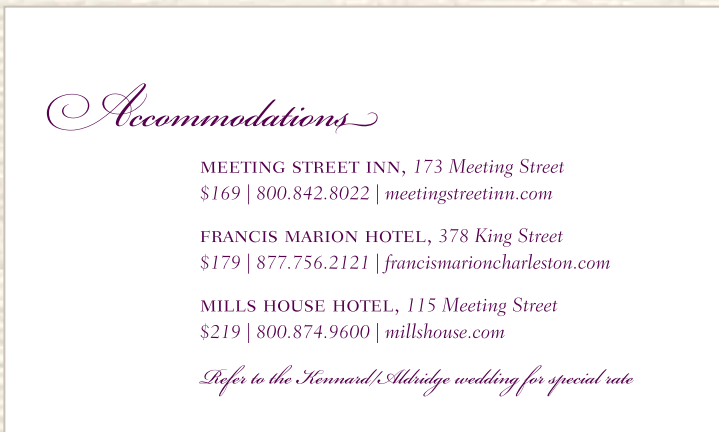 Accommodations
MEETING STREET INN, 173 Meeting Street
$169 | 800.842.8022 | meetingstreetinn.com
FRANCIS MARION HOTEL, 378 King Street
$179 | 877.756.2121 | francismarioncharleston.com
MILLS HOUSE HOTEL, 115 Meeting Street
$219 | 800.874.9600 | millshouse.com
Refer to the Kennard/Aldridge wedding for special rate